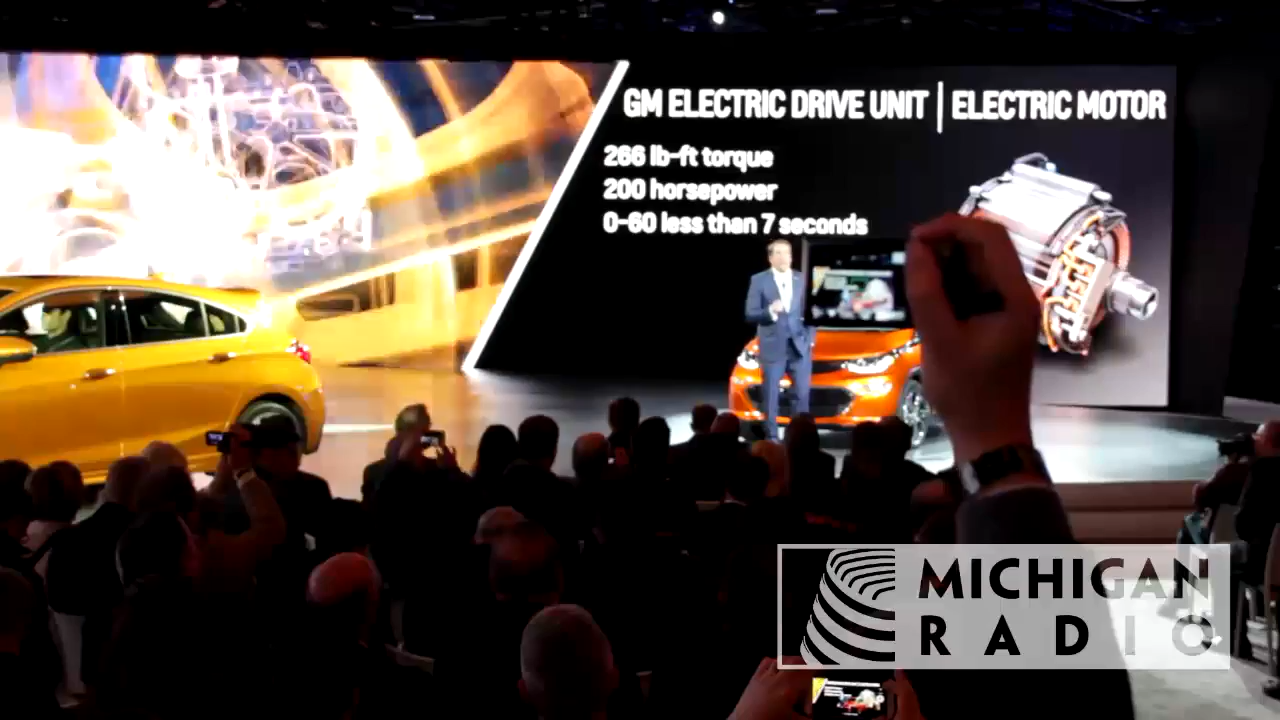 GM ELECTRIC DRIVE UNIT | ELECTRIC MOTOR
266 lb-ft torque
200 horsepower
0-60 less than 7 seconds
MICHIGAN
RADIO